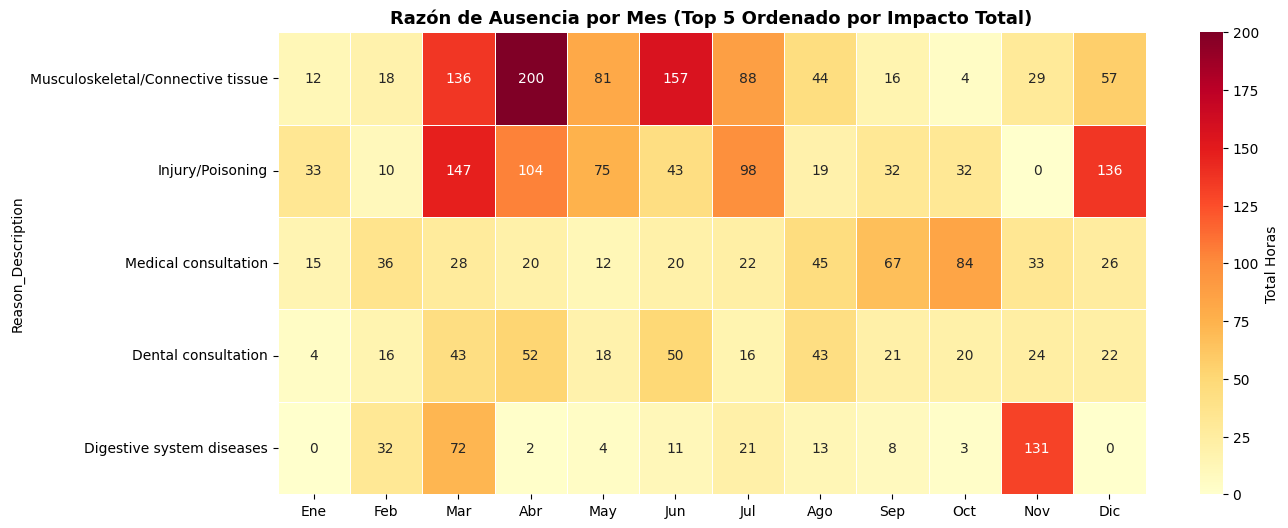 Razón de Ausencia por Mes (Top 5 Ordenado por Impacto Total)
Reason_Description
Musculoskeletal/Connective tissue 12 18 136 200 81 157 88 44 16 4 29 57
Injury/Poisoning 33 10 147 104 75 43 98 19 32 32 0 136
Medical consultation 15 36 28 20 12 20 22 45 67 84 33 26
Dental consultation 4 16 43 52 18 50 16 43 21 20 24 22
Digestive system diseases 0 32 72 2 4 11 21 13 8 3 131 0
Ene Feb Mar Abr May Jun Jul Ago Sep Oct Nov Dic
200
175
150
125
100
75
50
25
0
Total Horas